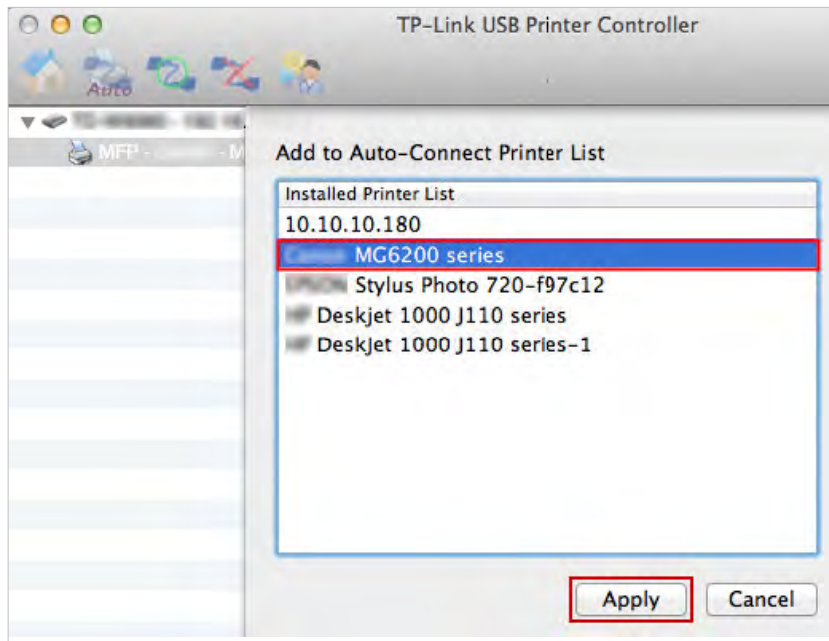 TP-Link USB Printer Controller
Auto
MFP - - M
Add to Auto-Connect Printer List
Installed Printer List
10.10.10.180
MG6200 series
Stylus Photo 720-f97c12
Deskjet 1000 J110 series
Deskjet 1000 J110 series-1
Apply
Cancel